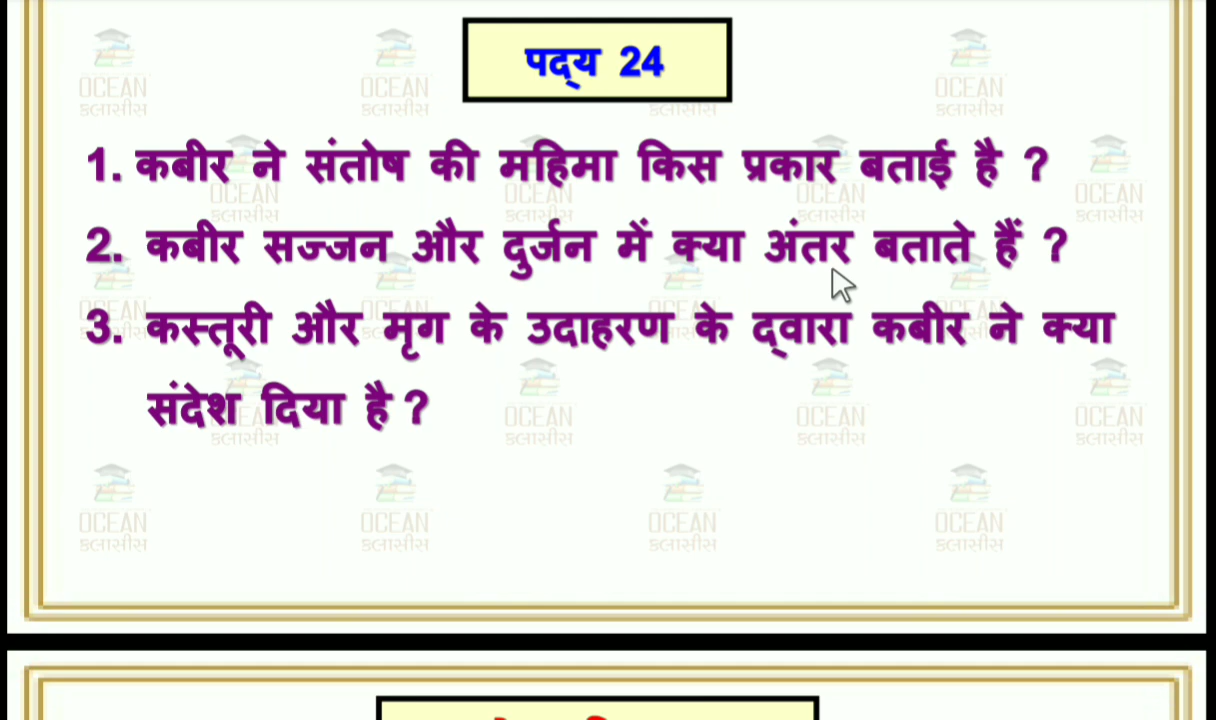 पद्य 24
1. कबीर ने संतोष की महिमा किस प्रकार बताई है ?
2. कबीर सज्जन और दुर्जन में क्या अंतर बताते हैं ?
3. कस्तूरी और मृग के उदाहरण के द्वारा कबीर ने क्या
संदेश दिया है ?
OCEAN
ક્લાસીસ